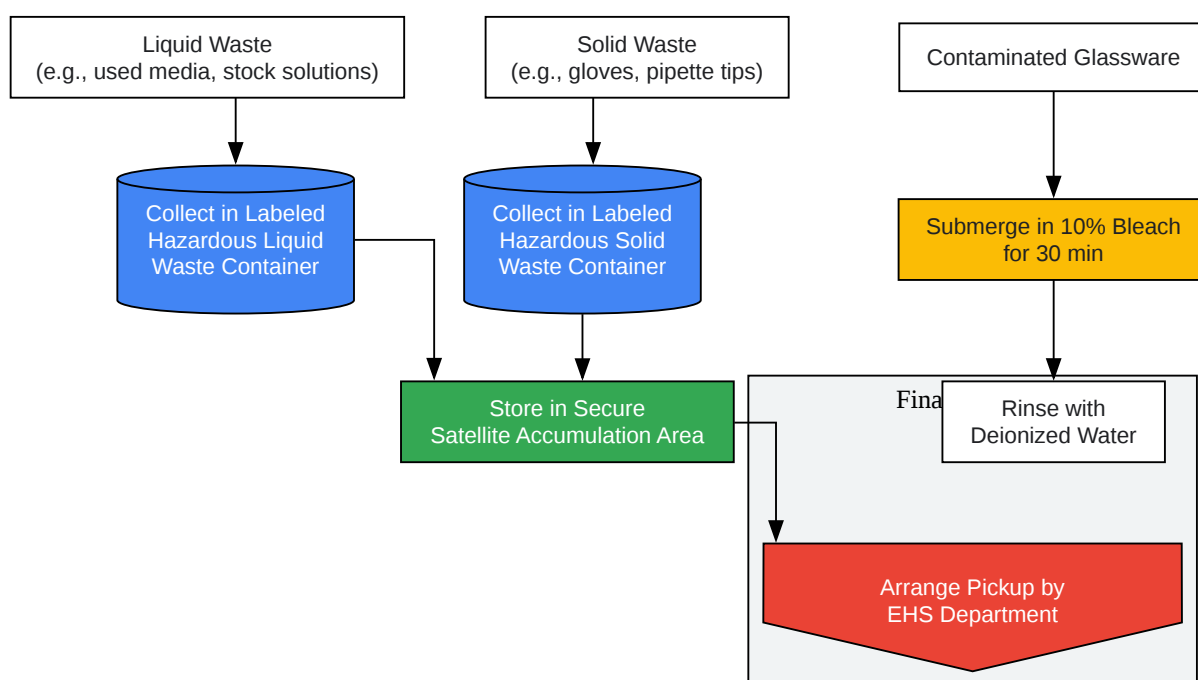 Liquid Waste
(e.g., used media, stock solutions)
Solid Waste
(e.g., gloves, pipette tips)
Contaminated Glassware
Collect in Labeled
Hazardous Liquid
Waste Container
Collect in Labeled
Hazardous Solid
Waste Container
Submerge in 10% Bleach
for 30 min
Store in Secure
Satellite Accumulation Area
Rinse with
Deionized Water
Arrange Pickup by
EHS Department